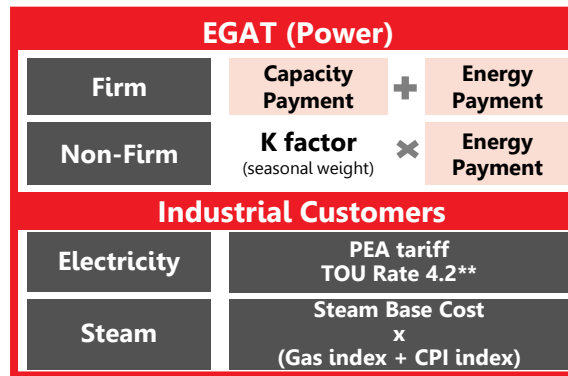 EGAT (Power)
Firm
Capacity
Payment
+
Energy
Payment
Non-Firm
K factor
(seasonal weight)
×
Energy
Payment
Industrial Customers
Electricity
PEA tariff
TOU Rate 4.2**
Steam
Steam Base Cost
x
(Gas index + CPI index)